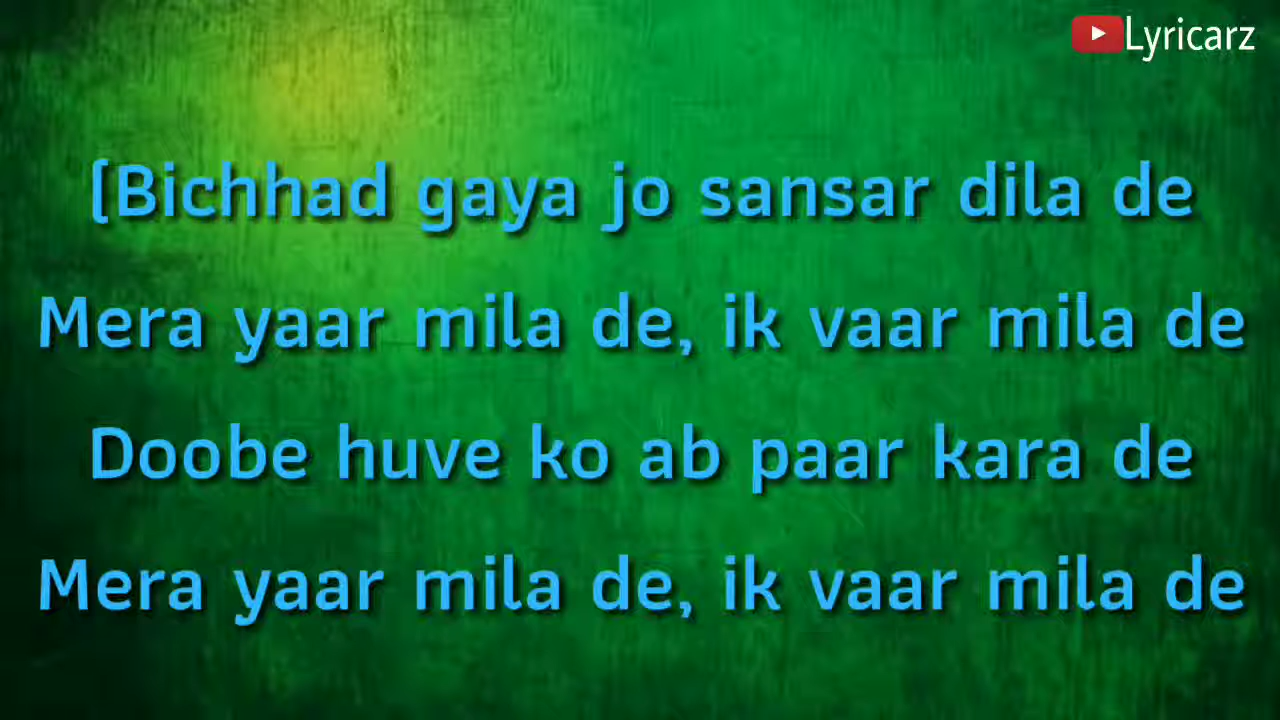 Lyricarz
(Bichhad gaya jo sansar dila de
Mera yaar mila de, ik vaar mila de
Doobe huve ko ab paar kara de
Mera yaar mila de, ik vaar mila de